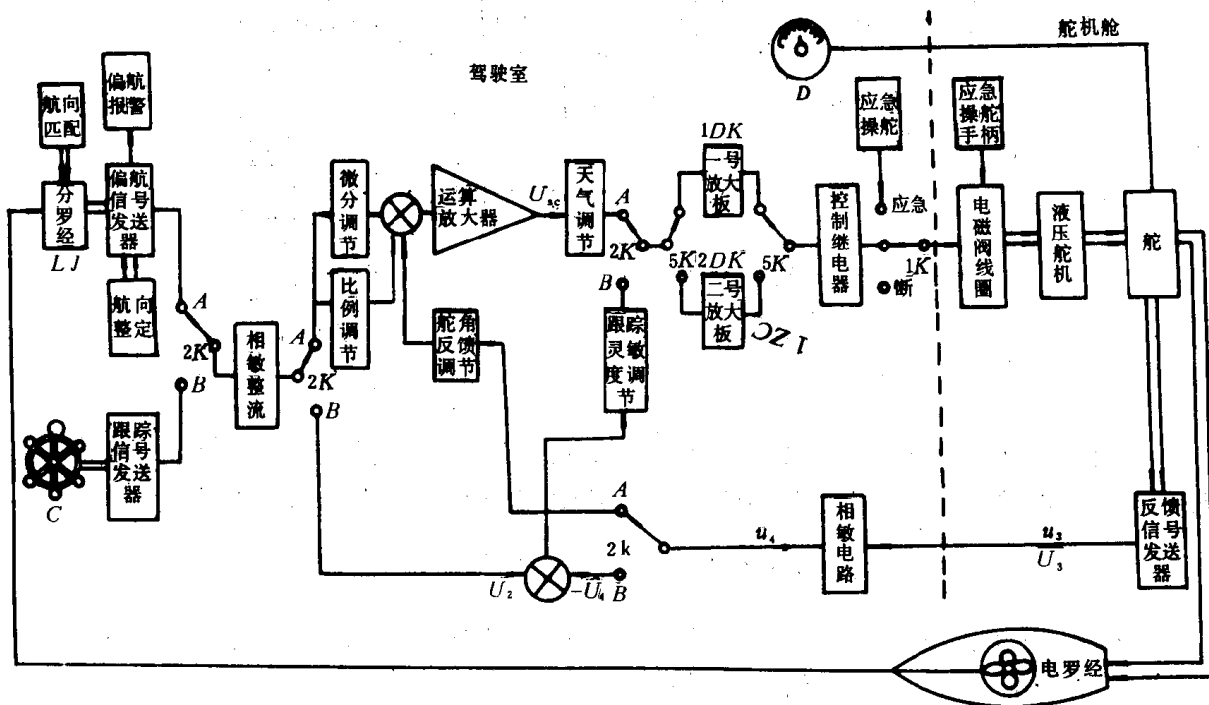 舵机舱
驾驶室
D
偏航
报警
航向
匹配
应急
操舵
应急
操舵
手柄
1DK
一号
放大
板
分
罗
经
LJ
偏航
信号
发送
器
微
分
调
节
运算
放大器
天
气
调
节
A
2K
B
控
制
继
电
器
应急
1K
断
电
磁
阀
线
圈
液
压
舵
机
舵
5K
2DK
5K
二号
放大
板
1ZC
航向
整定
A
2K
B
相
敏
整
流
A
2K
B
比
例
调
节
舵角
反馈
调节
跟踪
灵敏
度调
节
跟踪
信号
发送
器
C
A
2k
B
u₄
相
敏
电
路
u₃
U₃
反馈
信号
发送
器
U₂
电罗经